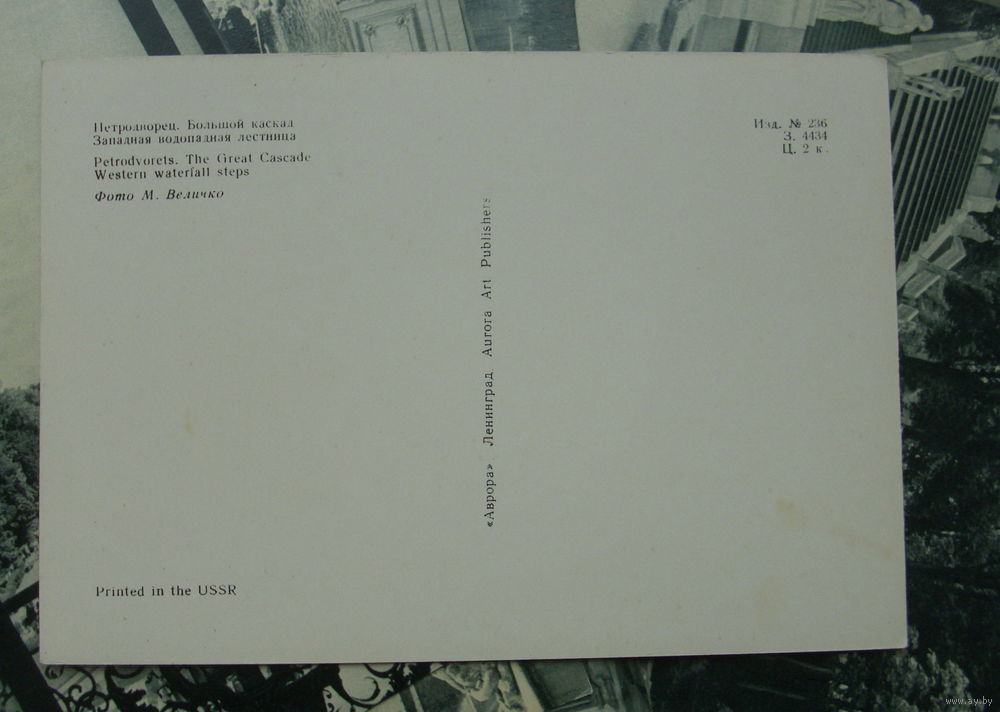 Петродворец. Большой каскад
Западная водопадная лестница
Petrodvorets. The Great Cascade
Western waterfall steps
Фото М. Величко
Изд. № 236
З. 4434
Ц. 2 к.
«Аврора». Ленинград. Aurora Art Publishers
Printed in the USSR
www.ay.by